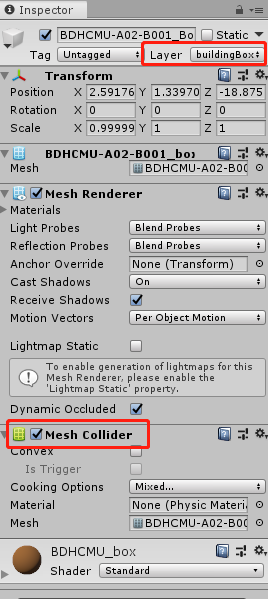 Inspector
BDHCMU-A02-B001_Bo Static
Tag Untagged Layer buildingBox
Transform
Position X 2.59176 Y 1.33970 Z -18.875
Rotation X 0 Y 0 Z 0
Scale X 0.99999 Y 1 Z 1
BDHCMU-A02-B001_box
Mesh BDHCMU-A02-B00
Mesh Renderer
Materials
Light Probes Blend Probes
Reflection Probes Blend Probes
Anchor Override None (Transform)
Cast Shadows On
Receive Shadows
Motion Vectors Per Object Motion
Lightmap Static
To enable generation of lightmaps for this
Mesh Renderer, please enable the
'Lightmap Static' property.
Dynamic Occluded
Mesh Collider
Convex
Is Trigger
Cooking Options Mixed...
Material None (Physic Materia
Mesh BDHCMU-A02-B00
BDHCMU_box
Shader Standard